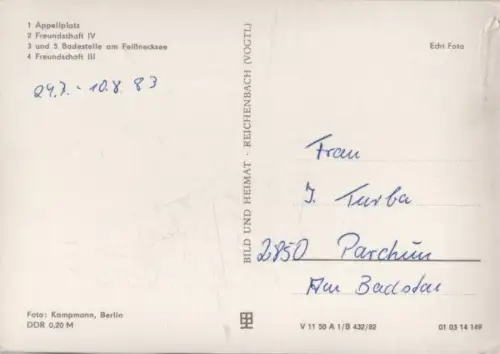 1 Appellplatz
2 Freundschaft IV
3 und 5 Badestelle am Feißnecksee
4 Freundschaft III
Echt Foto
24.7. - 10.8.83
BILD UND HEIMAT · REICHENBACH (VOGTL)
Frau
J. Turba
2850 Parchim
Am
Foto: Kampmann, Berlin
DDR 0,20 M
V 11 50 A 1/B 432/82
01 03 14 149